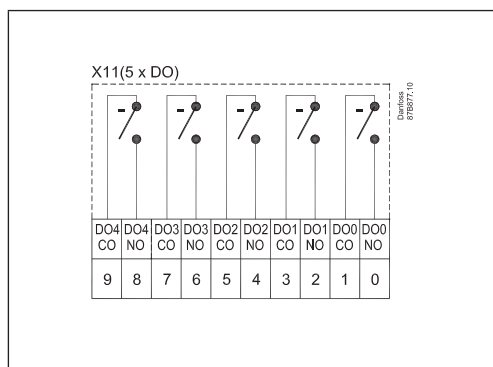 X11(5 x DO)
Danfoss
87B877.10
DO4 DO4 DO3 DO3 DO2 DO2 DO1 DO1 DO0 DO0
CO NO CO NO CO NO CO NO CO NO
9 8 7 6 5 4 3 2 1 0